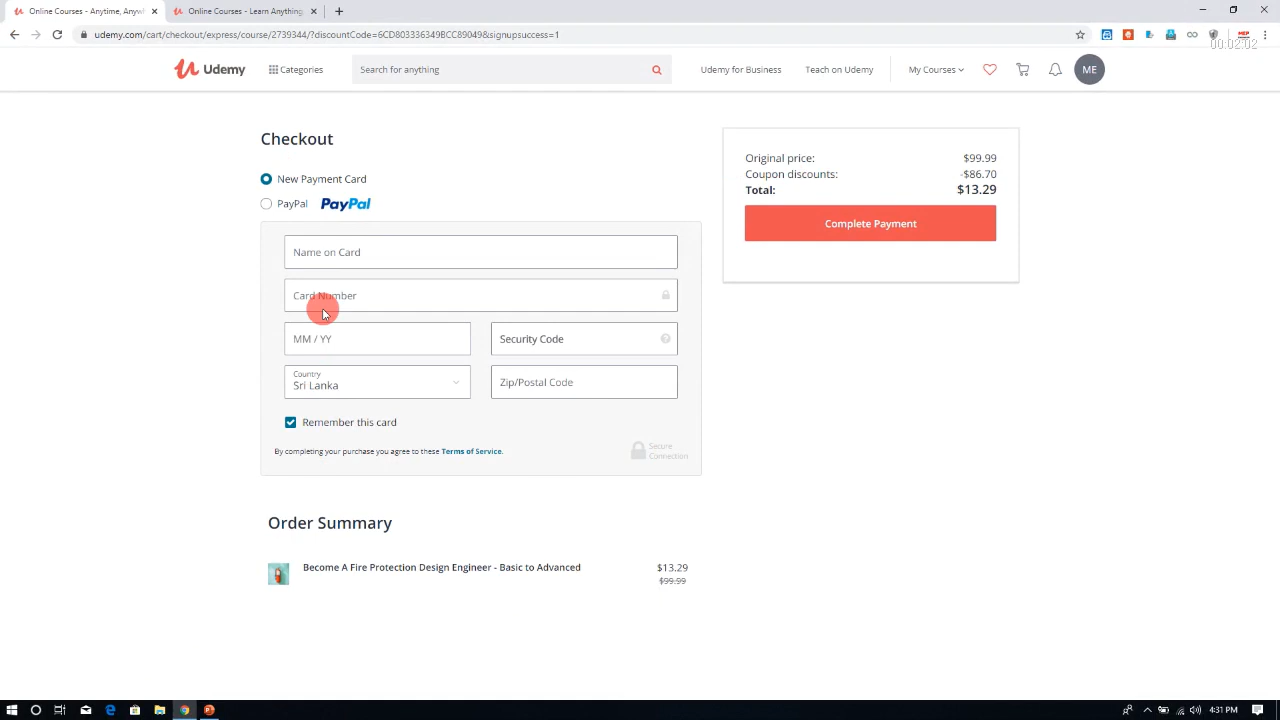 Online Courses - Anytime, Anywh
Online Courses - Learn Anything
udemy.com/cart/checkout/express/course/2739344/?discountCode=6CD803336349BCC89049&signupsuccess=1
00:02:02
Udemy
Categories
Search for anything
Udemy for Business
Teach on Udemy
My Courses
ME
Checkout
New Payment Card
PayPal PayPal
Name on Card
Card Number
MM / YY
Security Code
Country
Sri Lanka
Zip/Postal Code
Remember this card
By completing your purchase you agree to these Terms of Service.
Secure
Connection
Original price: $99.99
Coupon discounts: -$86.70
Total: $13.29
Complete Payment
Order Summary
Become A Fire Protection Design Engineer - Basic to Advanced $13.29
$99.99
4:31 PM